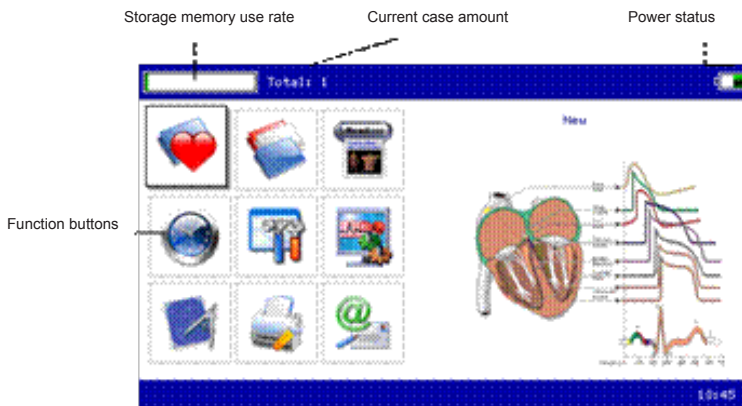 Storage memory use rate
Current case amount
Power status
Total: 1
New
Function buttons
10:45